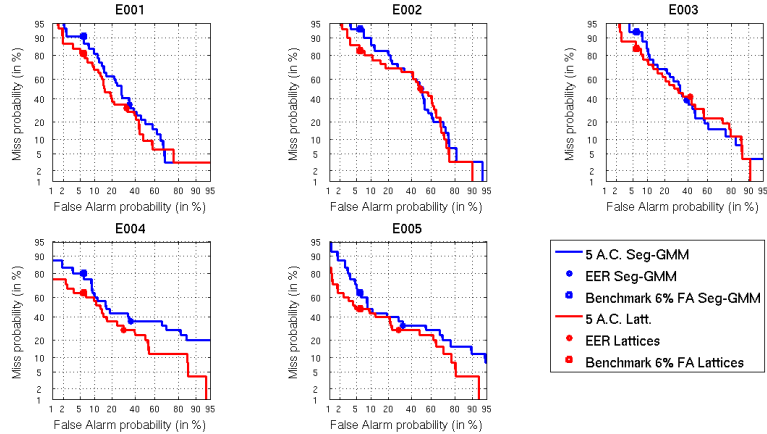 E001
E002
E003
Miss probability (in %)
95
90
80
60
40
20
10
5
2
1
1 2 5 10 20 40 60 80 90 95
False Alarm probability (in %)
Miss probability (in %)
95
90
80
60
40
20
10
5
2
1
1 2 5 10 20 40 60 80 90 95
False Alarm probability (in %)
Miss probability (in %)
95
90
80
60
40
20
10
5
2
1
1 2 5 10 20 40 60 80 90 95
False Alarm probability (in %)
E004
E005
Miss probability (in %)
95
90
80
60
40
20
10
5
2
1
1 2 5 10 20 40 60 80 90 95
False Alarm probability (in %)
Miss probability (in %)
95
90
80
60
40
20
10
5
2
1
1 2 5 10 20 40 60 80 90 95
False Alarm probability (in %)
5 A.C. Seg-GMM
EER Seg-GMM
Benchmark 6% FA Seg-GMM
5 A.C. Latt.
EER Lattices
Benchmark 6% FA Lattices